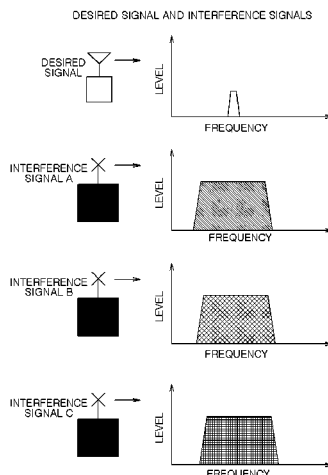 DESIRED SIGNAL AND INTERFERENCE SIGNALS
DESIRED
SIGNAL
LEVEL
FREQUENCY
INTERFERENCE
SIGNAL A
LEVEL
FREQUENCY
INTERFERENCE
SIGNAL B
LEVEL
FREQUENCY
INTERFERENCE
SIGNAL C
LEVEL
FREQUENCY